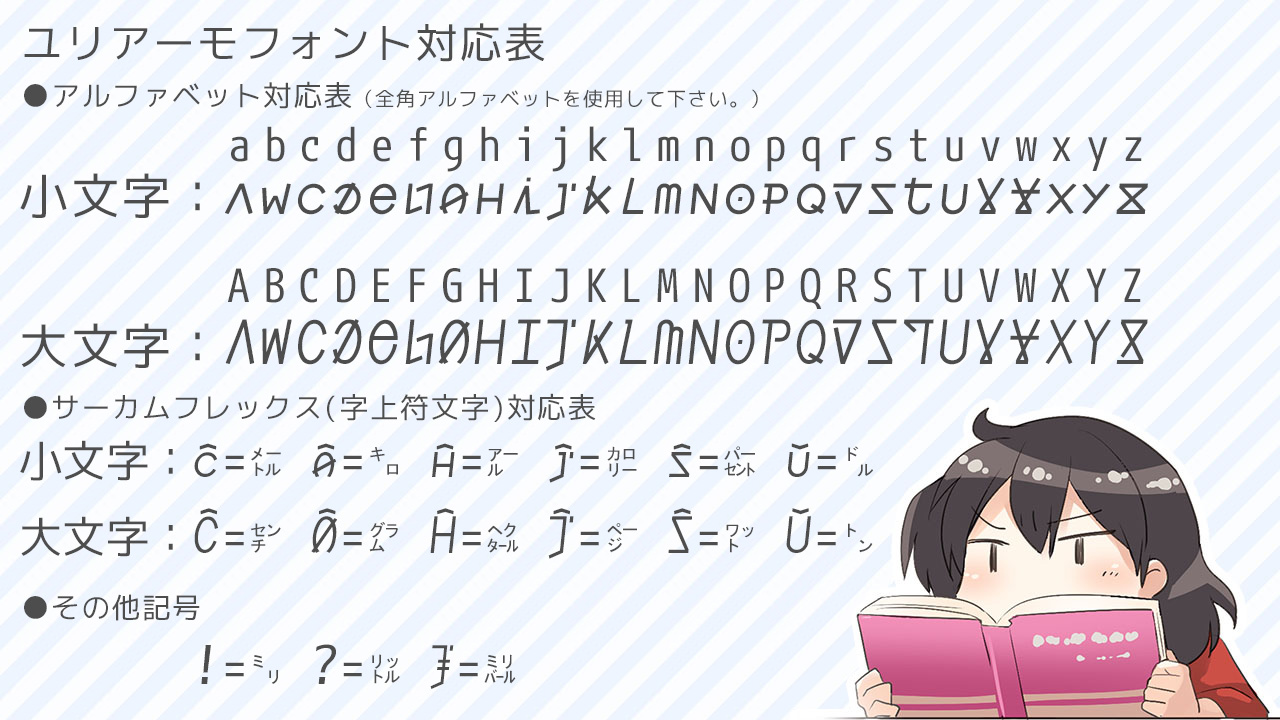 ユリアーモフォント対応表
●アルファベット対応表（全角アルファベットを使用して下さい。）
a b c d e f g h i j k l m n o p q r s t u v w x y z
小文字：
A B C D E F G H I J K L M N O P Q R S T U V W X Y Z
大文字：
●サーカムフレックス(字上符文字)対応表
小文字：ĉ=メートル ĝ=キロ ĥ=アール ĵ=カロリー ŝ=パーセント ŭ=ドル
大文字：Ĉ=センチ Ĝ=グラム Ĥ=ヘクタール Ĵ=ページ Ŝ=ワット Ŭ=トン
●その他記号
!=ミリ ?=リットル =ミリバール